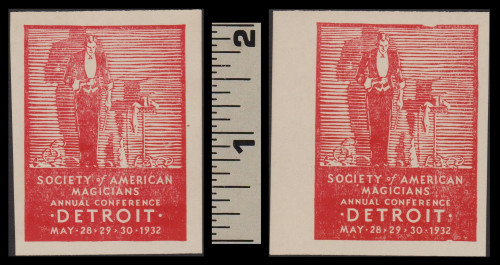 SOCIETY of AMERICAN
MAGICIANS
ANNUAL CONFERENCE
·DETROIT·
MAY·28·29·30·1932
2
1
SOCIETY of AMERICAN
MAGICIANS
ANNUAL CONFERENCE
·DETROIT·
MAY·28·29·30·1932